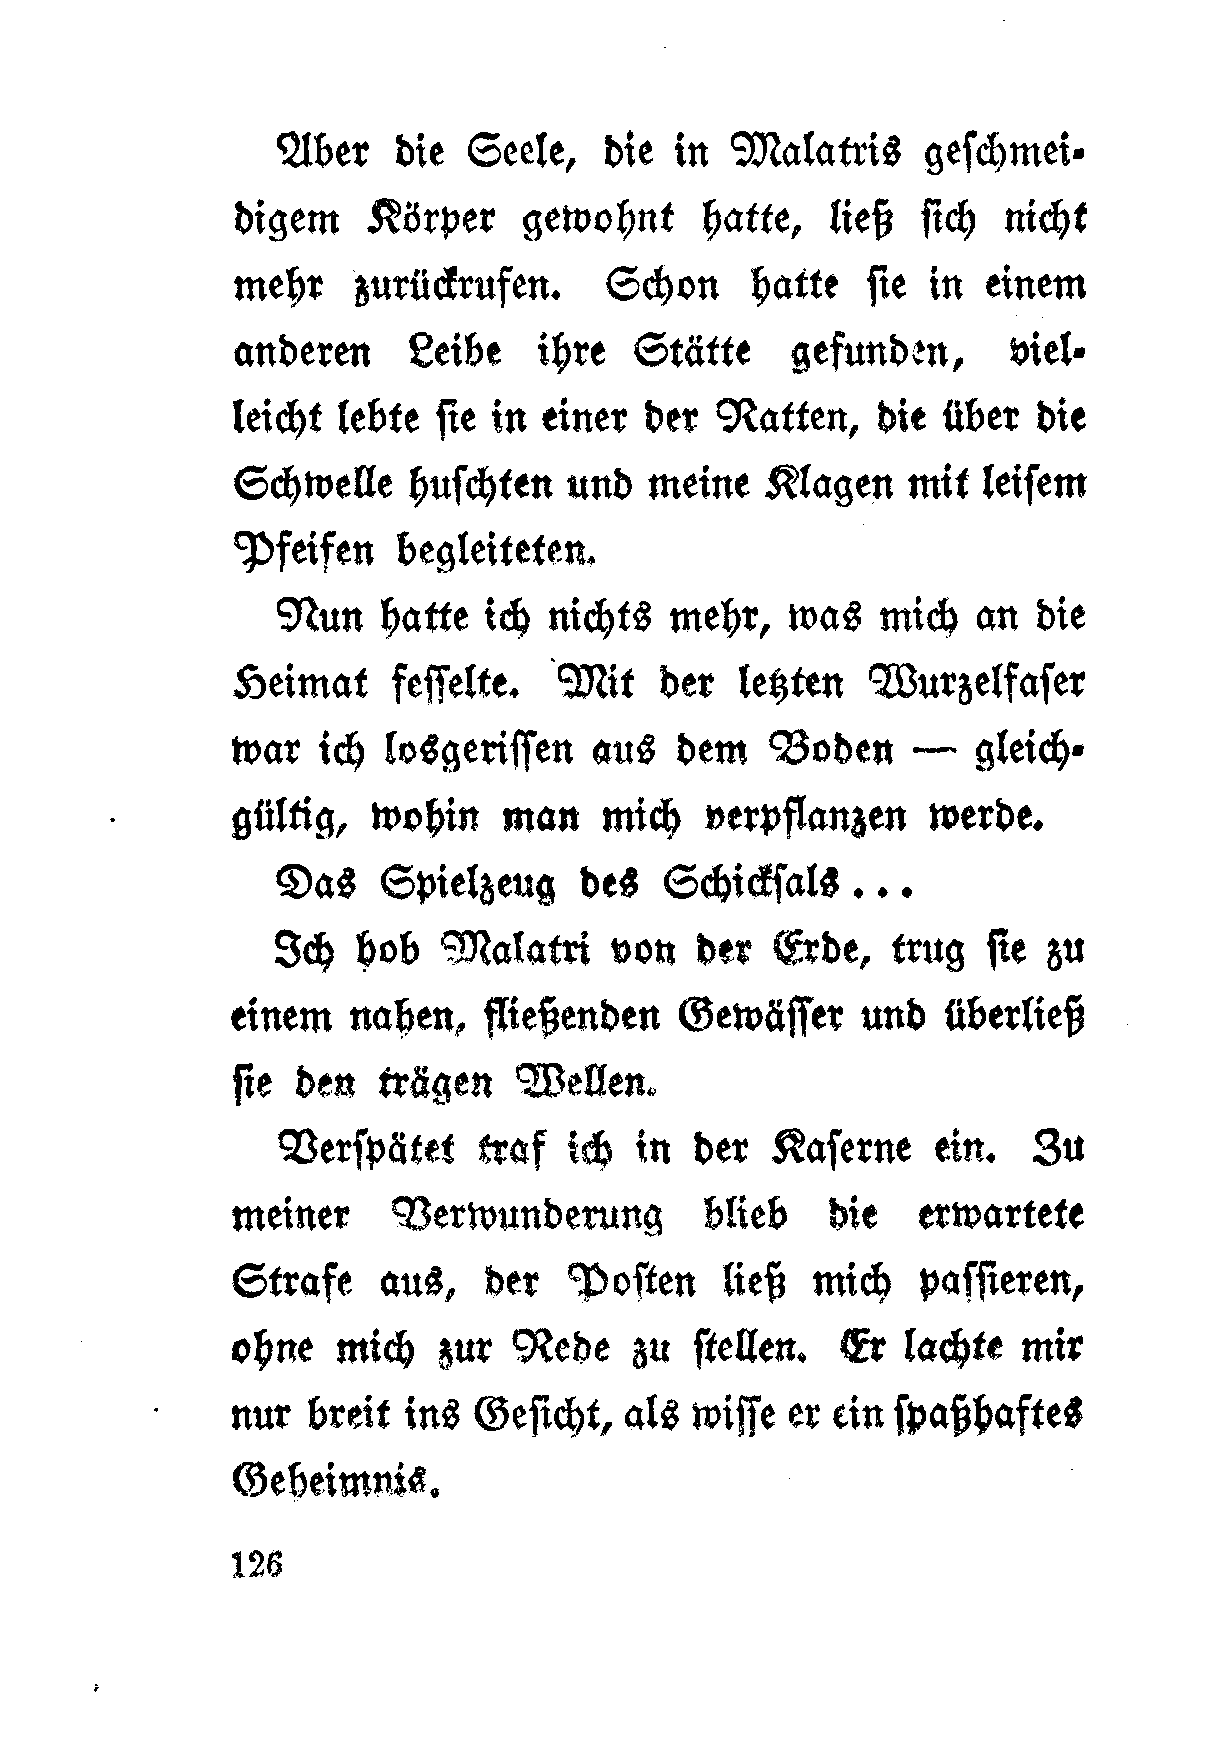 Aber die Seele, die in Malatris geschmei-
digem Körper gewohnt hatte, ließ sich nicht
mehr zurückrufen. Schon hatte sie in einem
anderen Leibe ihre Stätte gefunden, viel-
leicht lebte sie in einer der Ratten, die über die
Schwelle huschten und meine Klagen mit leisem
Pfeifen begleiteten.
Nun hatte ich nichts mehr, was mich an die
Heimat fesselte. Mit der letzten Wurzelfaser
war ich losgerissen aus dem Boden — gleich-
gültig, wohin man mich verpflanzen werde.
Das Spielzeug des Schicksals ...
Ich hob Malatri von der Erde, trug sie zu
einem nahen, fließenden Gewässer und überließ
sie den trägen Wellen.
Verspätet traf ich in der Kaserne ein. Zu
meiner Verwunderung blieb die erwartete
Strafe aus, der Posten ließ mich passieren,
ohne mich zur Rede zu stellen. Er lachte mir
nur breit ins Gesicht, als wisse er ein spaßhaftes
Geheimnis.
126